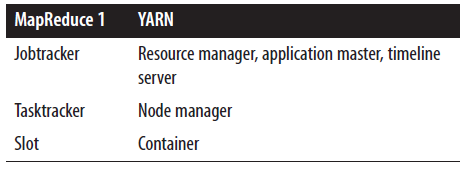 MapReduce 1 YARN
Jobtracker Resource manager, application master, timeline
server
Tasktracker Node manager
Slot Container